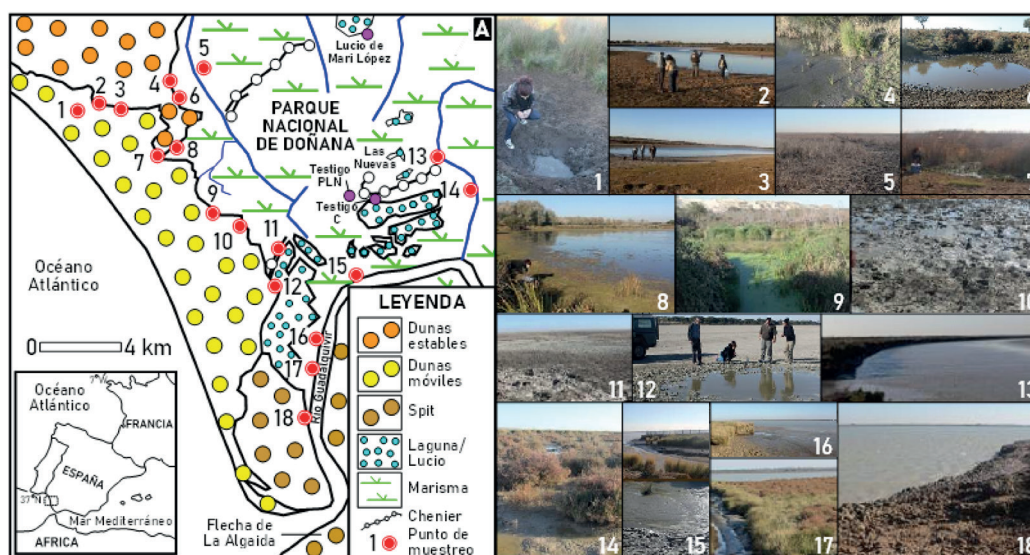 A
Lucio de
Mari López
PARQUE
NACIONAL
DE DOÑANA
Las
Nuevas
Testigo
PLN
Testigo
C
1
2
3
4
5
6
7
8
9
10
11
12
13
14
15
16
17
18
Océano
Atlántico
0
4 km
Río Guadalquivir
Flecha de
La Algaida
Océano
Atlántico
7°
FRANCIA
ESPAÑA
37°N
Mar Mediterráneo
AFRICA
LEYENDA
Dunas
estables
Dunas
móviles
Spit
Laguna/
Lucio
Marisma
Chenier
1
Punto de
muestreo
1
2
3
4
5
8
9
11
12
14
15
16
17